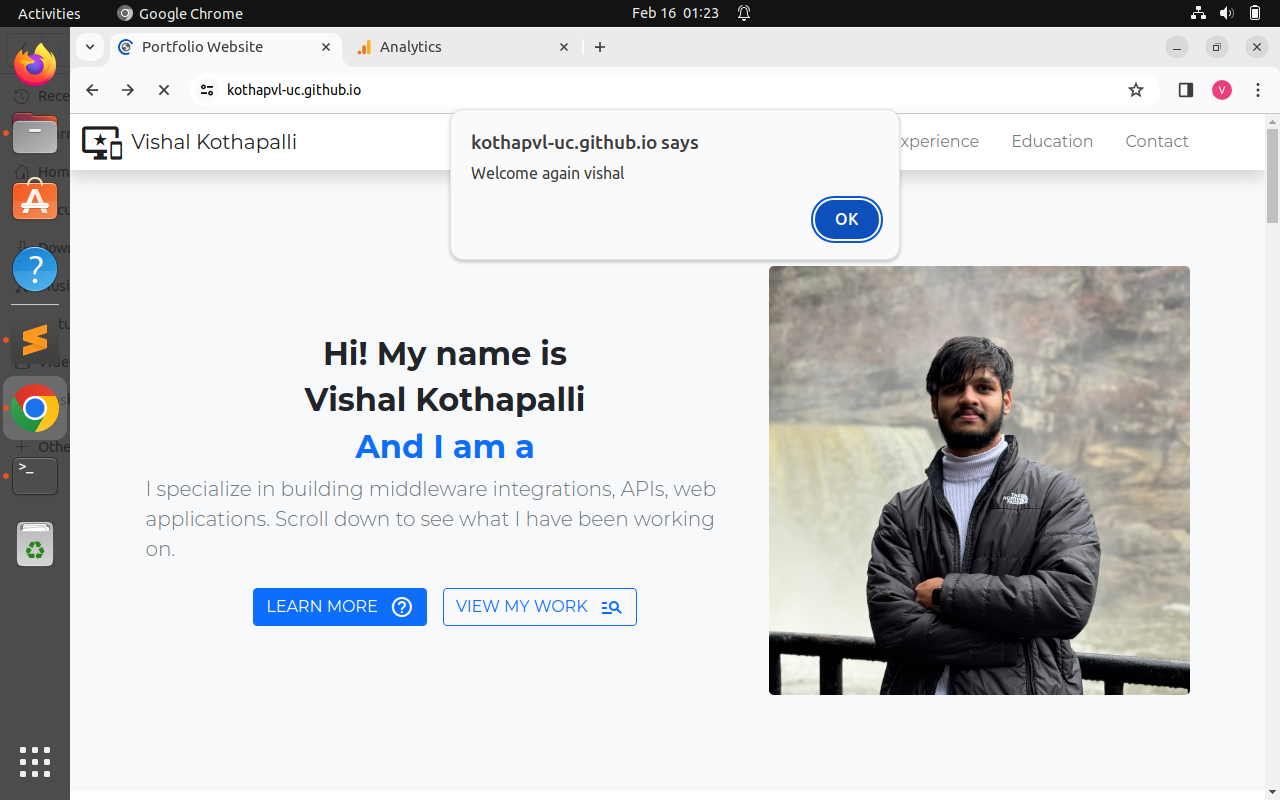 Activities
Google Chrome
Feb 16 01:23
Portfolio Website
Analytics
kothapvl-uc.github.io
V
Vishal Kothapalli
xperience
Education
Contact
kothapvl-uc.github.io says
Welcome again vishal
OK
Hi! My name is
Vishal Kothapalli
And I am a
I specialize in building middleware integrations, APIs, web
applications. Scroll down to see what I have been working
on.
LEARN MORE
VIEW MY WORK
THE NORTH FACE